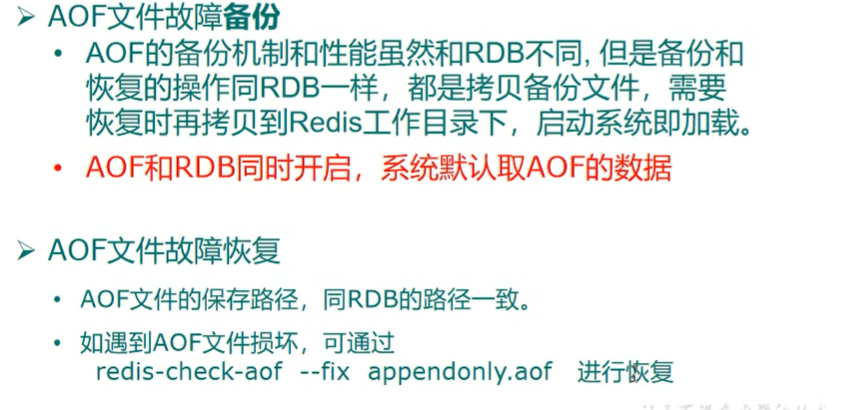 ➢ AOF文件故障备份
• AOF的备份机制和性能虽然和RDB不同, 但是备份和
恢复的操作同RDB一样，都是拷贝备份文件，需要
恢复时再拷贝到Redis工作目录下，启动系统即加载。
• AOF和RDB同时开启，系统默认取AOF的数据
➢ AOF文件故障恢复
• AOF文件的保存路径，同RDB的路径一致。
• 如遇到AOF文件损坏，可通过
redis-check-aof --fix appendonly.aof 进行恢复